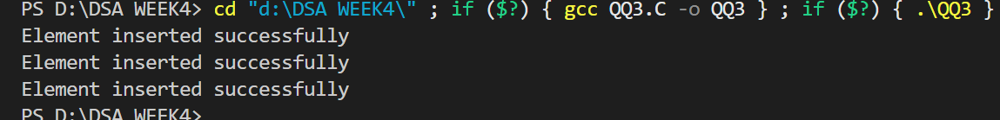 PS D:\DSA WEEK4> cd "d:\DSA WEEK4\" ; if ($?) { gcc QQ3.C -o QQ3 } ; if ($?) { .\QQ3 }
Element inserted successfully
Element inserted successfully
Element inserted successfully
PS D:\DSA WEEK4>